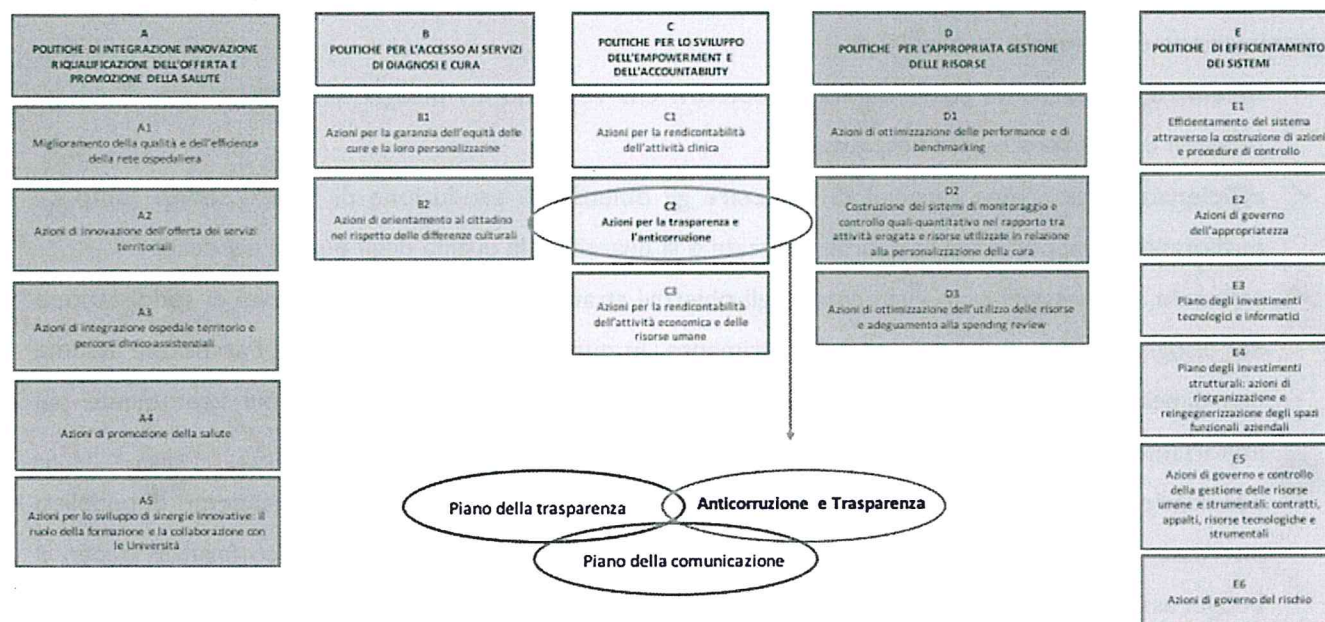 A
POLITICHE DI INTEGRAZIONE INNOVAZIONE
RIQUALIFICAZIONE DELL'OFFERTA E
PROMOZIONE DELLA SALUTE
A1
Miglioramento della qualità e dell'efficienza
della rete ospedaliera
A2
Azioni di innovazione dell'offerta dei servizi
territoriali
A3
Azioni di integrazione ospedale territorio e
percorsi clinico-assistenziali
A4
Azioni di promozione della salute
A5
Azioni per lo sviluppo di sinergie innovative: il
ruolo della formazione e la collaborazione con
le Università
B
POLITICHE PER L'ACCESSO AI SERVIZI
DI DIAGNOSI E CURA
B1
Azioni per la garanzia dell'equità delle
cure e la loro personalizzazine
B2
Azioni di orientamento al cittadino
nel rispetto delle differenze culturali
C
POLITICHE PER LO SVILUPPO
DELL'EMPOWERMENT E
DELL'ACCOUNTABILITY
C1
Azioni per la rendicontabilità
dell'attività clinica
C2
Azioni per la trasparenza e
l'anticorruzione
C3
Azioni per la rendicontabilità
dell'attività economica e delle
risorse umane
D
POLITICHE PER L'APPROPRIATA GESTIONE
DELLE RISORSE
D1
Azioni di ottimizzazione delle performance e di
benchmarking
D2
Costruzione dei sistemi di monitoraggio e
controllo quali-quantitativo nel rapporto tra
attività erogata e risorse utilizzate in relazione
alla personalizzazione della cura
D3
Azioni di ottimizzazione dell'utilizzo delle risorse
e adeguamento alla spending review
E
POLITICHE DI EFFICIENTAMENTO
DEI SISTEMI
E1
Efficientamento del sistema
attraverso la costruzione di azioni
e procedure di controllo
E2
Azioni di governo
dell'appropriatezza
E3
Piano degli investimenti
tecnologici e informatici
E4
Piano degli investimenti
strutturali: azioni di
riorganizzazione e
reingegnerizzazione degli spazi
funzionali aziendali
E5
Azioni di governo e controllo
della gestione delle risorse
umane e strumentali: contratti,
appalti, risorse tecnologiche e
strumentali
E6
Azioni di governo del rischio
Piano della trasparenza
Anticorruzione e Trasparenza
Piano della comunicazione